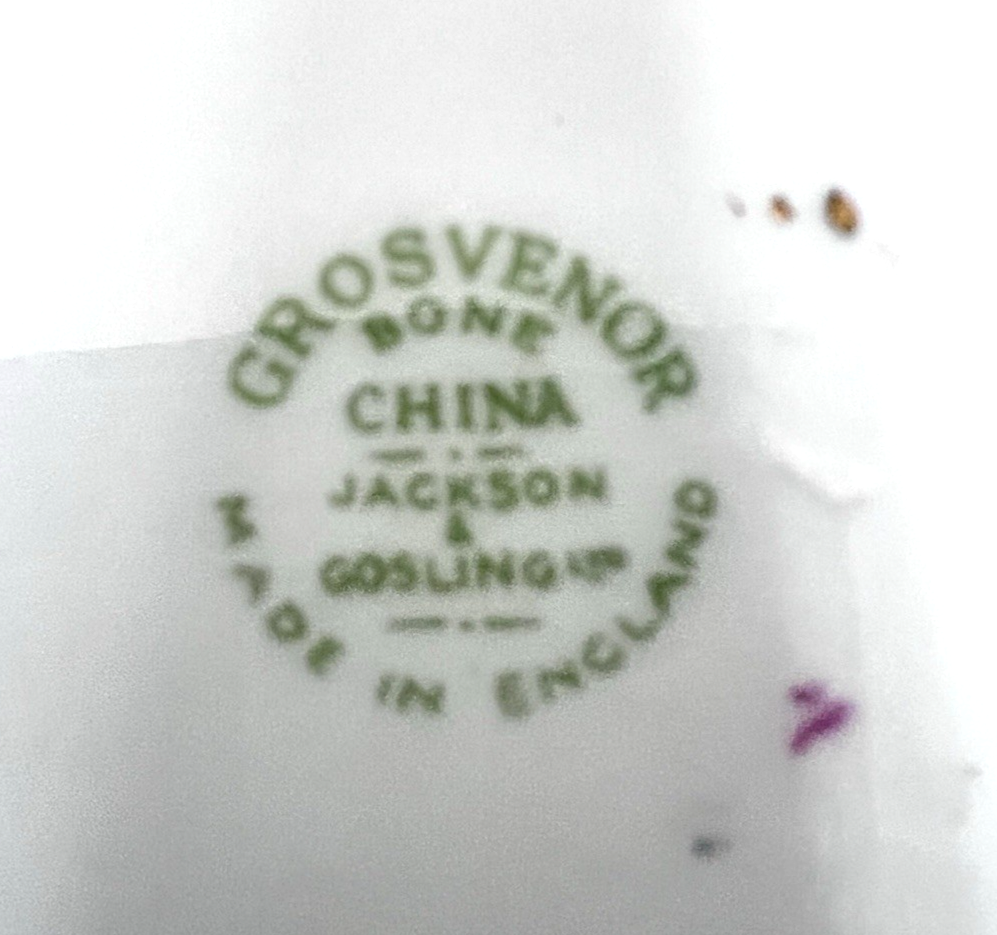 GROSVENOR
BONE
CHINA
JACKSON
&
GOSLING LTD
MADE IN ENGLAND